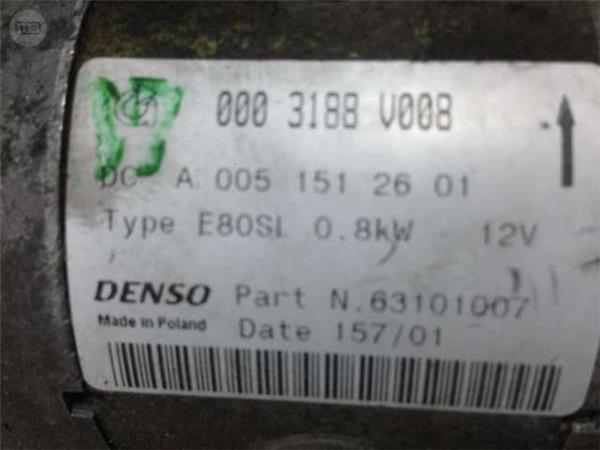 000 3188 V008
DC A 005 151 26 01
Type E80SL 0.8kW - 12V
DENSO Part N.63101007
Made in Poland Date 157/01